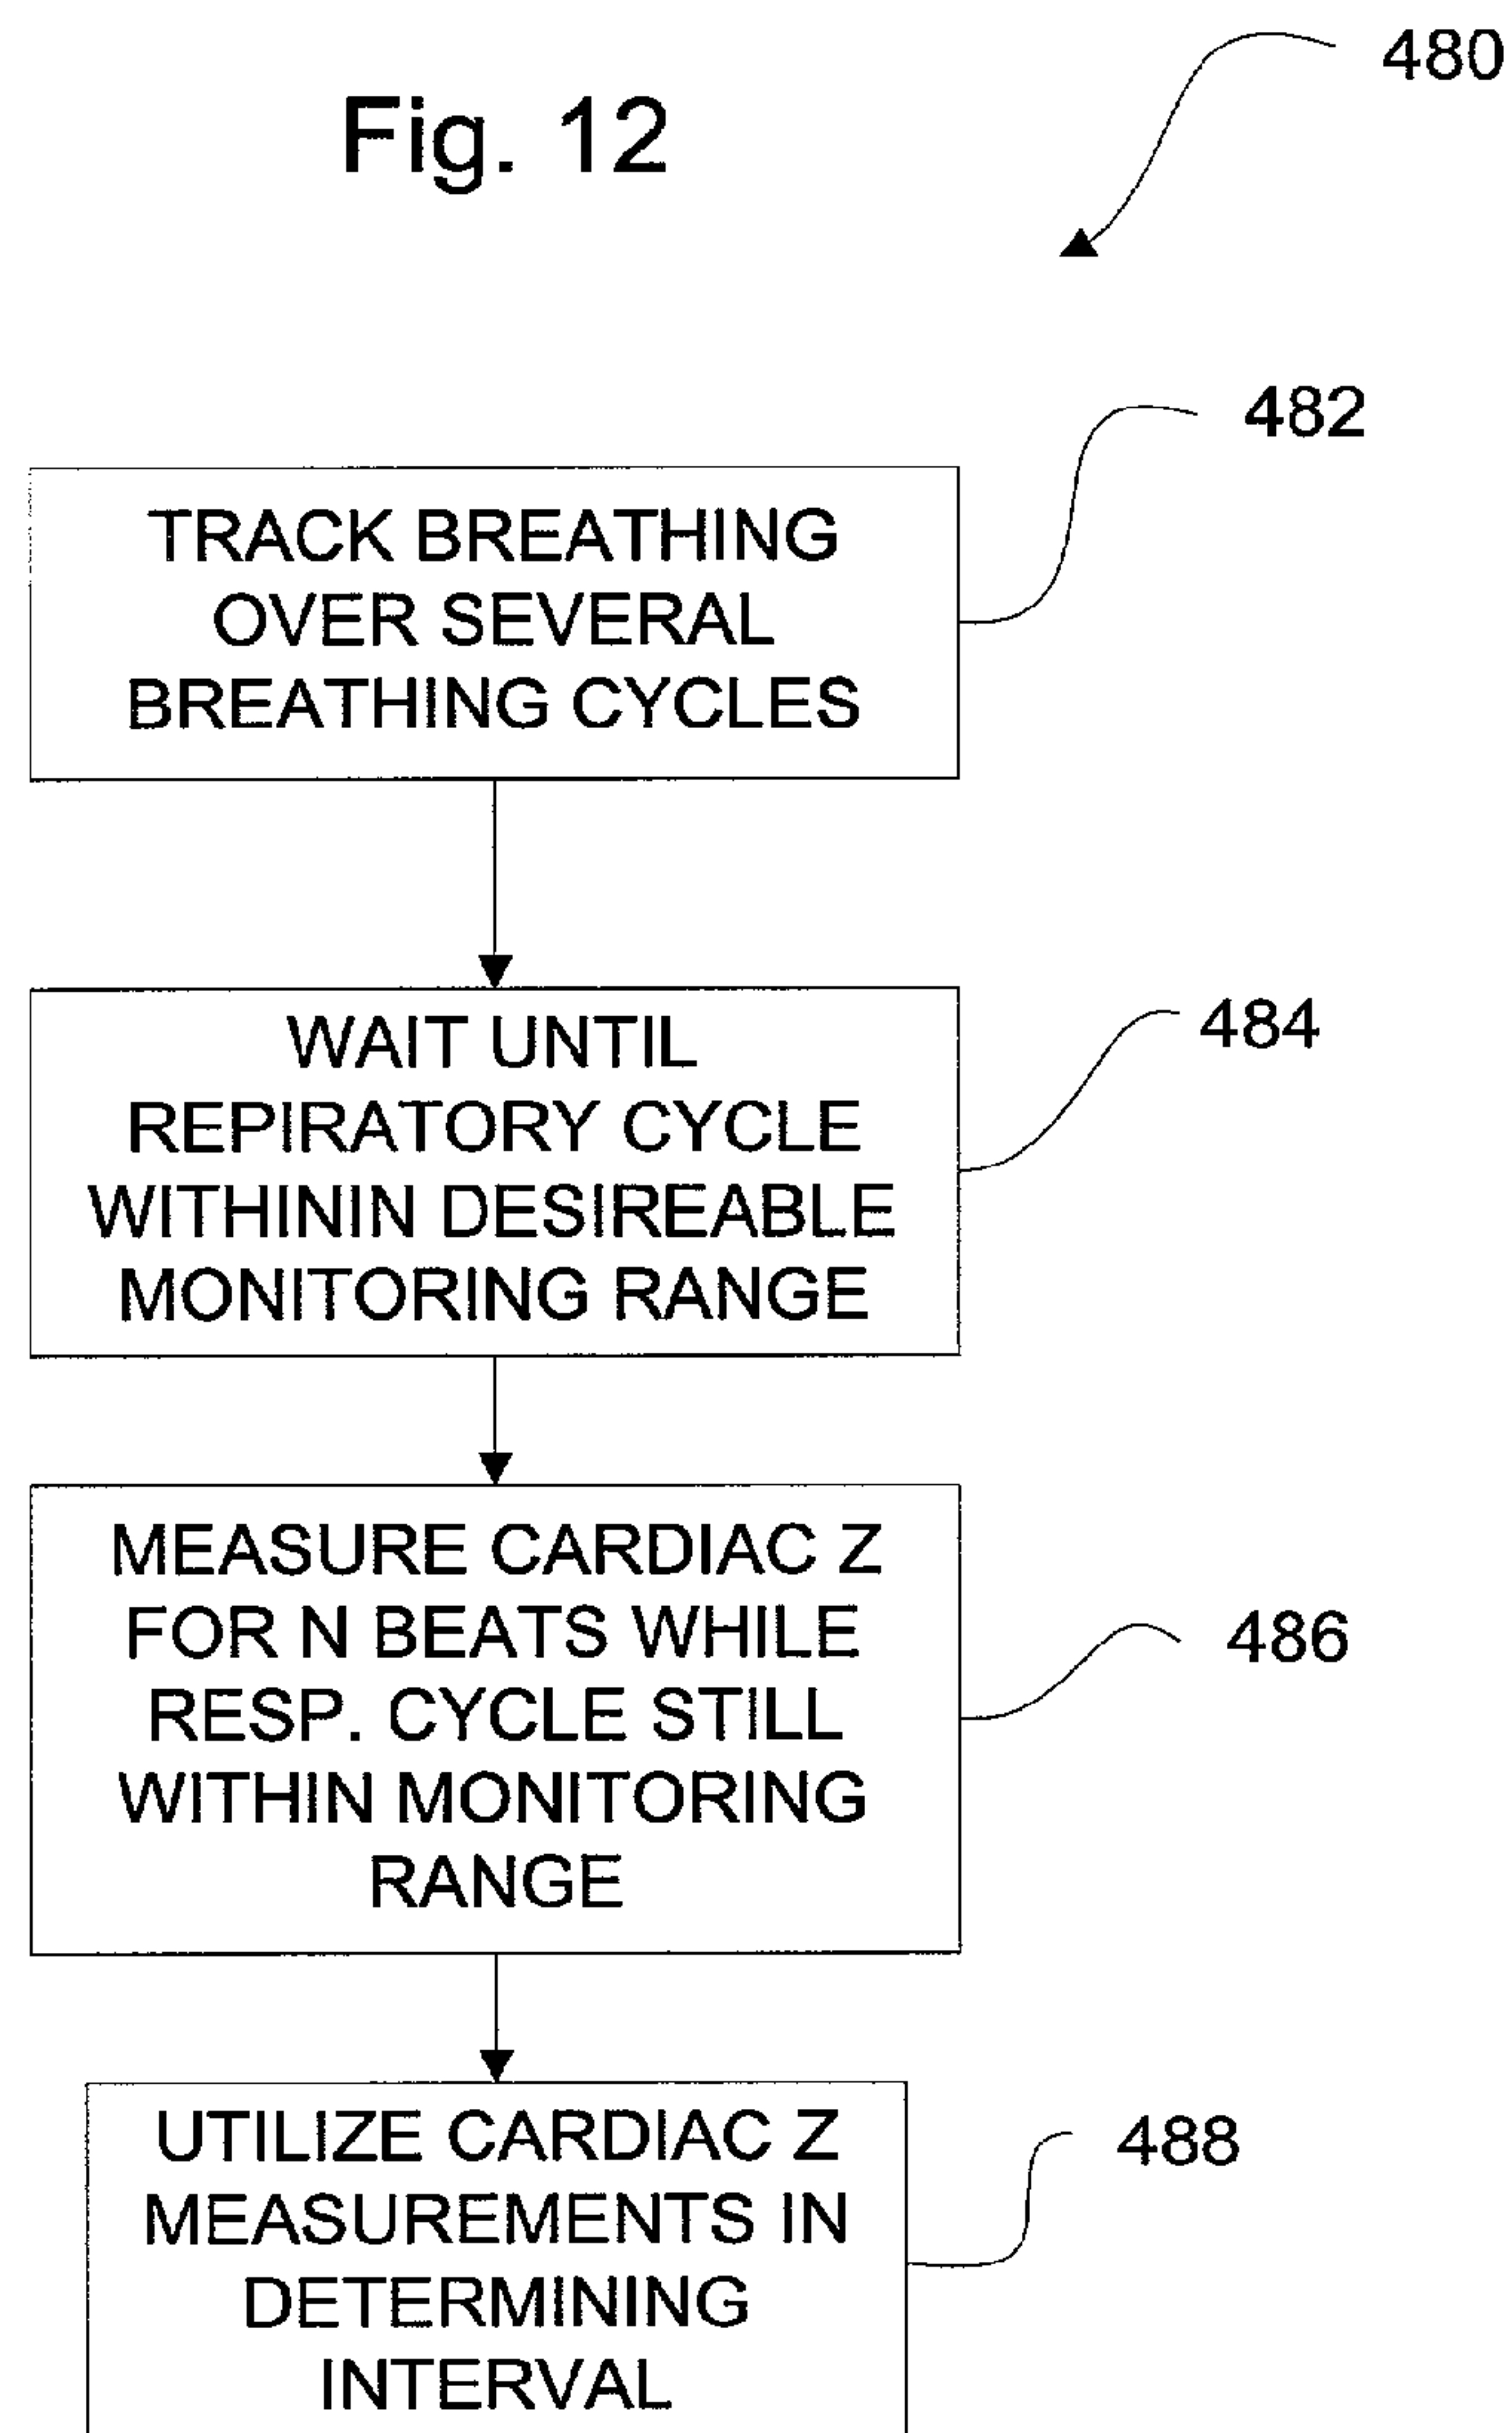 480
Fig. 12
482
TRACK BREATHING
OVER SEVERAL
BREATHING CYCLES
484
WAIT UNTIL
REPIRATORY CYCLE
WITHININ DESIREABLE
MONITORING RANGE
486
MEASURE CARDIAC Z
FOR N BEATS WHILE
RESP. CYCLE STILL
WITHIN MONITORING
RANGE
488
UTILIZE CARDIAC Z
MEASUREMENTS IN
DETERMINING
INTERVAL